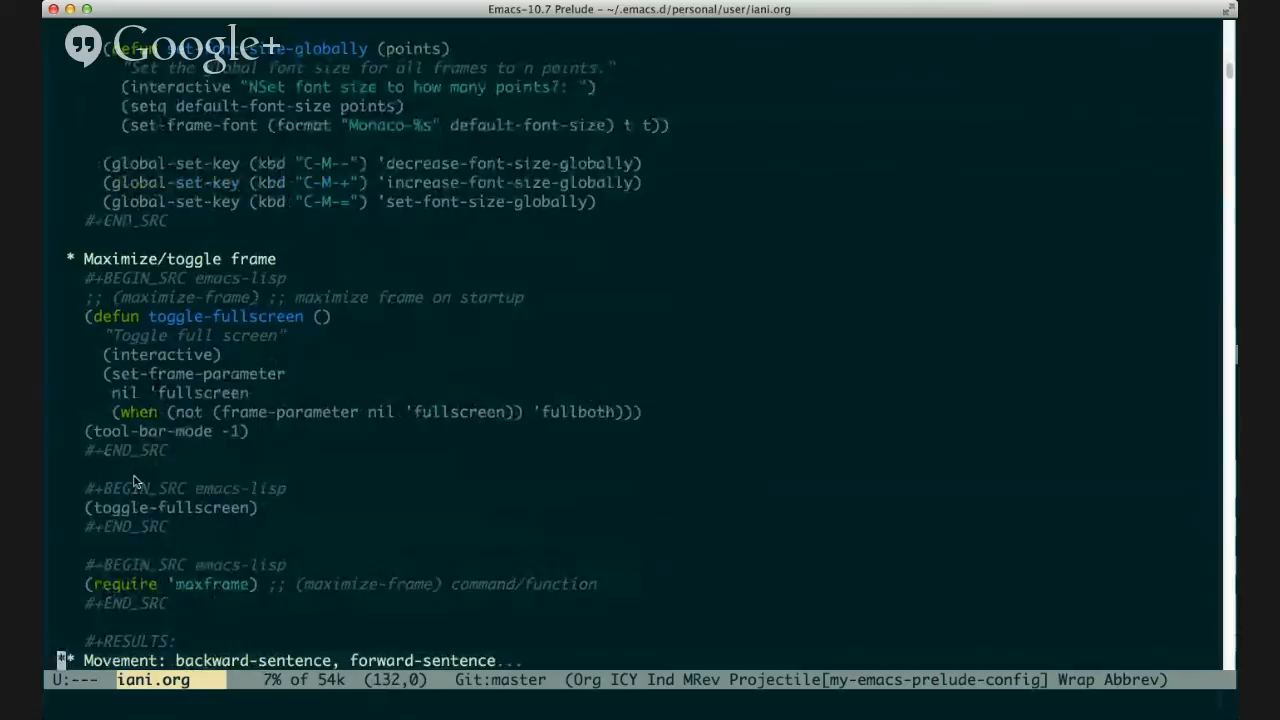 Emacs-10.7 Prelude - ~/.emacs.d/personal/user/iani.org
Google+
(defun set-font-size-globally (points)
"Set the global font size for all frames to n points."
(interactive "NSet font size to how many points?: ")
(setq default-font-size points)
(set-frame-font (format "Monaco-%s" default-font-size) t t))
(global-set-key (kbd "C-M--") 'decrease-font-size-globally)
(global-set-key (kbd "C-M-+") 'increase-font-size-globally)
(global-set-key (kbd "C-M-=") 'set-font-size-globally)
#+END_SRC
* Maximize/toggle frame
#+BEGIN_SRC emacs-lisp
;; (maximize-frame) ;; maximize frame on startup
(defun toggle-fullscreen ()
"Toggle full screen"
(interactive)
(set-frame-parameter
nil 'fullscreen
(when (not (frame-parameter nil 'fullscreen)) 'fullboth)))
(tool-bar-mode -1)
#+END_SRC
#+BEGIN_SRC emacs-lisp
(toggle-fullscreen)
#+END_SRC
#+BEGIN_SRC emacs-lisp
(require 'maxframe) ;; (maximize-frame) command/function
#+END_SRC
#+RESULTS:
** Movement: backward-sentence, forward-sentence...
U:--- iani.org 7% of 54k (132,0) Git:master (Org ICY Ind MRev Projectile[my-emacs-prelude-config] Wrap Abbrev)